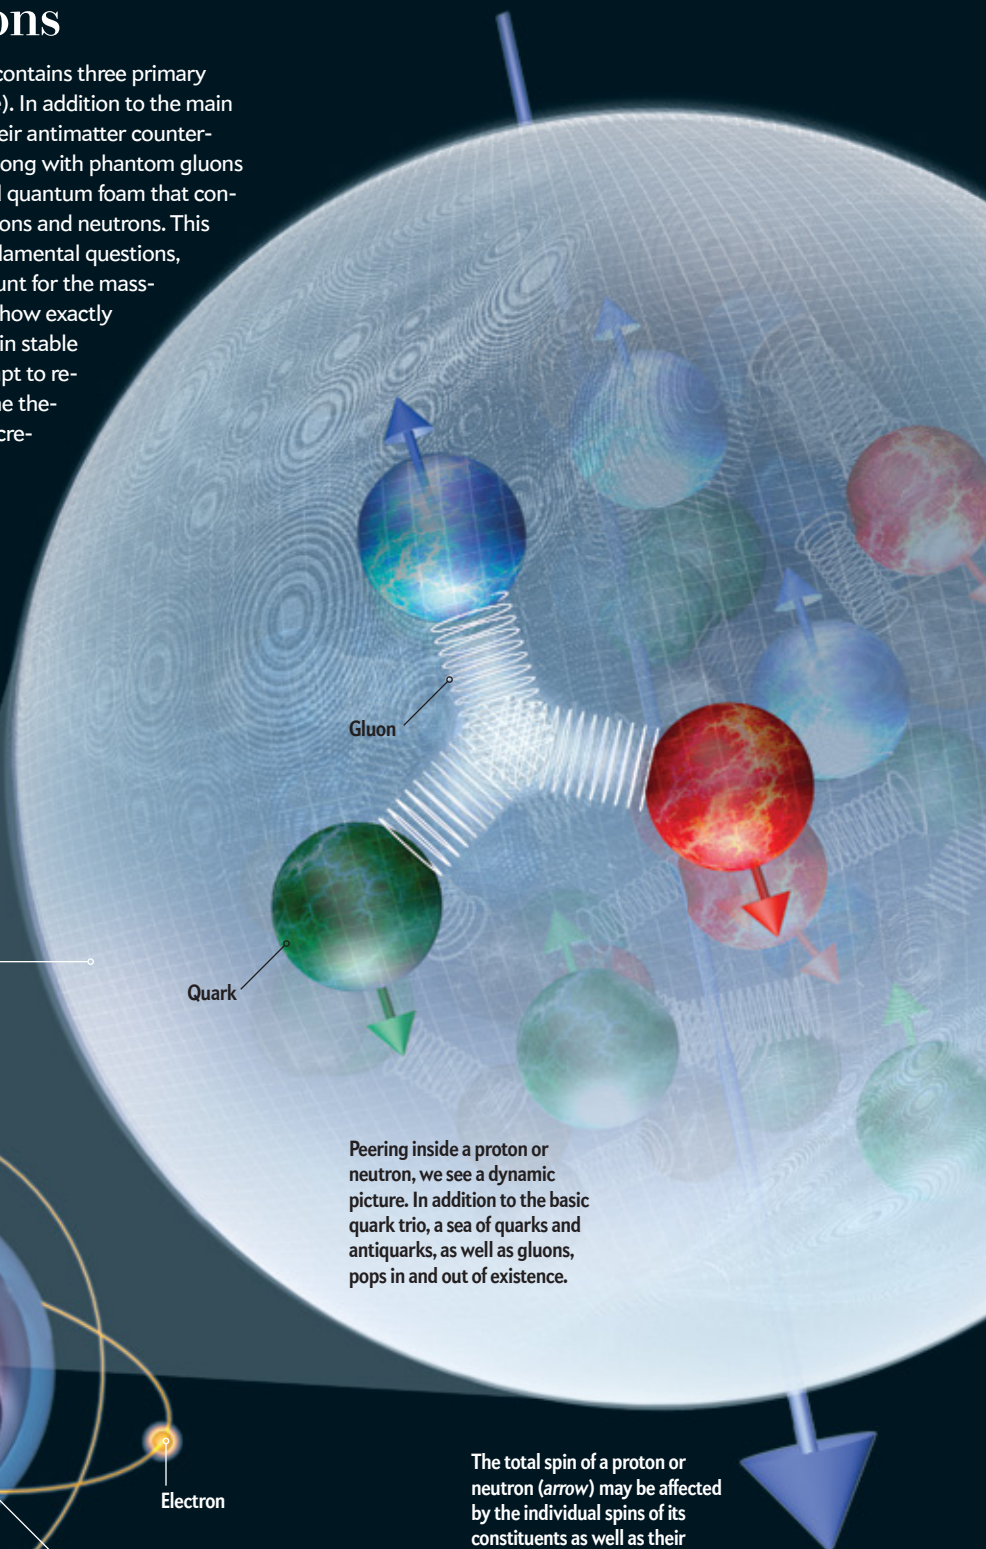 ons
contains three primary
). In addition to the main
eir antimatter counter-
ong with phantom gluons
l quantum foam that con-
ons and neutrons. This
damental questions,
unt for the mass-
how exactly
in stable
pt to re-
e the-
cre-
Gluon
Quark
Peering inside a proton or
neutron, we see a dynamic
picture. In addition to the basic
quark trio, a sea of quarks and
antiquarks, as well as gluons,
pops in and out of existence.
Electron
The total spin of a proton or
neutron (arrow) may be affected
by the individual spins of its
constituents as well as their